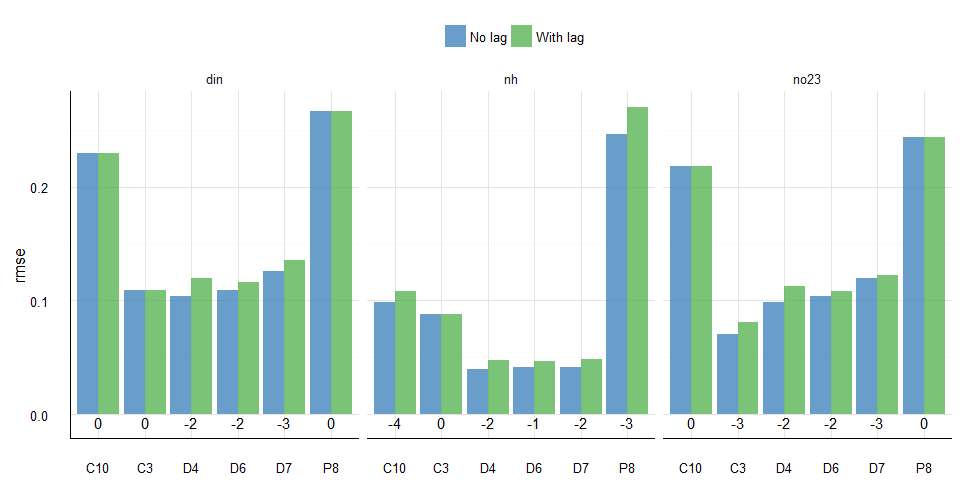 No lag With lag
din nh no23
rmse
0.2
0.1
0.0
0 0 -2 -2 -3 0 -4 0 -2 -1 -2 -3 0 -3 -2 -2 -3 0
C10 C3 D4 D6 D7 P8 C10 C3 D4 D6 D7 P8 C10 C3 D4 D6 D7 P8